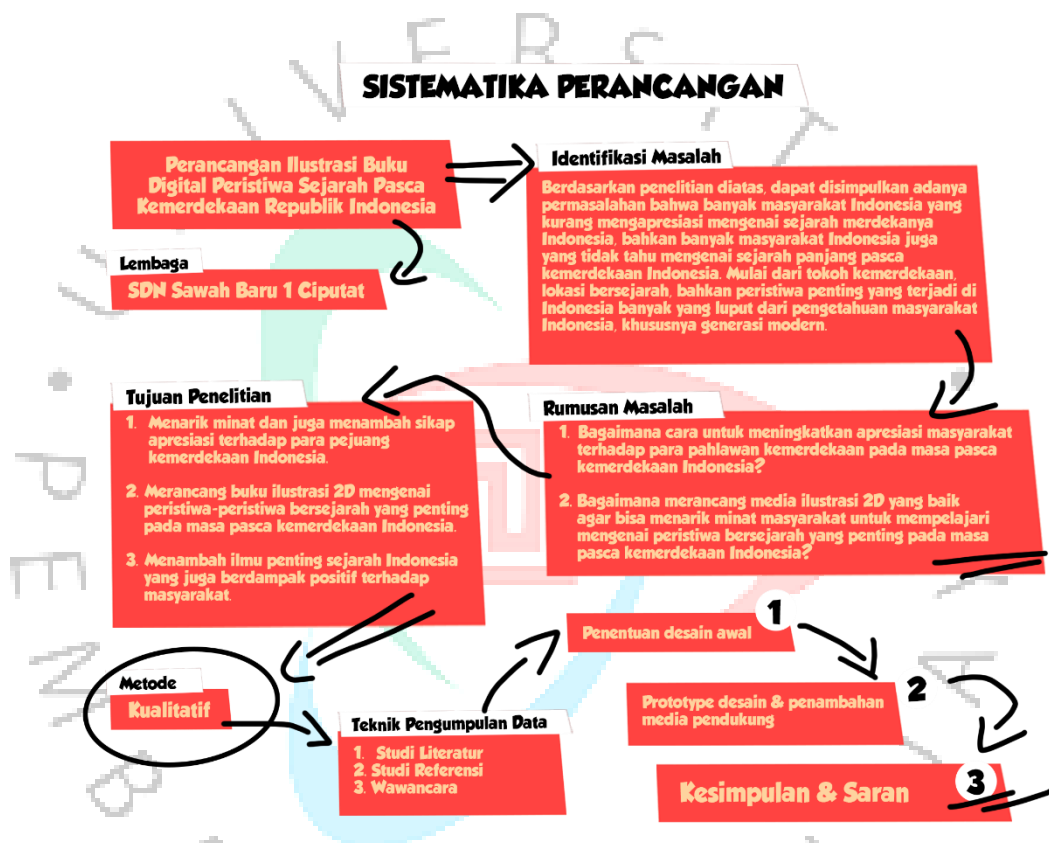 SISTEMATIKA PERANCANGAN
Perancangan Ilustrasi Buku
Digital Peristiwa Sejarah Pasca
Kemerdekaan Republik Indonesia
Lembaga
SDN Sawah Baru 1 Ciputat
Identifikasi Masalah
Berdasarkan penelitian diatas, dapat disimpulkan adanya
permasalahan bahwa banyak masyarakat Indonesia yang
kurang mengapresiasi mengenai sejarah merdekanya
Indonesia, bahkan banyak masyarakat Indonesia juga
yang tidak tahu mengenai sejarah panjang pasca
kemerdekaan Indonesia. Mulai dari tokoh kemerdekaan,
lokasi bersejarah, bahkan peristiwa penting yang terjadi di
Indonesia banyak yang luput dari pengetahuan masyarakat
Indonesia, khususnya generasi modern.
Rumusan Masalah
1. Bagaimana cara untuk meningkatkan apresiasi masyarakat
terhadap para pahlawan kemerdekaan pada masa pasca
kemerdekaan Indonesia?
2. Bagaimana merancang media ilustrasi 2D yang baik
agar bisa menarik minat masyarakat untuk mempelajari
mengenai peristiwa bersejarah yang penting pada masa
pasca kemerdekaan Indonesia?
Tujuan Penelitian
1. Menarik minat dan juga menambah sikap
apresiasi terhadap para pejuang
kemerdekaan Indonesia.
2. Merancang buku ilustrasi 2D mengenai
peristiwa-peristiwa bersejarah yang penting
pada masa pasca kemerdekaan Indonesia.
3. Menambah ilmu penting sejarah Indonesia
yang juga berdampak positif terhadap
masyarakat.
Metode
Kualitatif
Teknik Pengumpulan Data
1. Studi Literatur
2. Studi Referensi
3. Wawancara
Penentuan desain awal
1
Prototype desain & penambahan
media pendukung
2
Kesimpulan & Saran
3